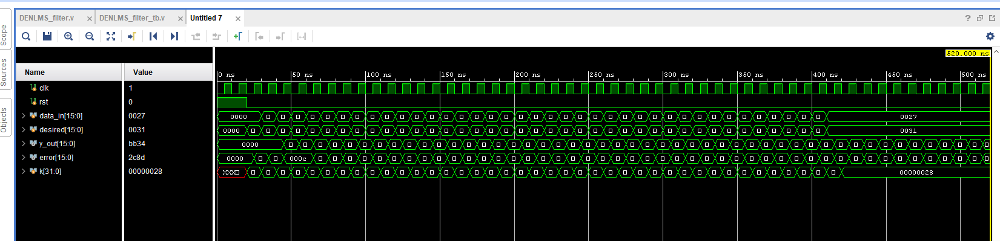 DENLMS_filter.v × DENLMS_filter_tb.v × Untitled 7 ×
Scope
Sources
Objects
520.000 ns
Name Value
0 ns 50 ns 100 ns 150 ns 200 ns 250 ns 300 ns 350 ns 400 ns 450 ns 500 ns
clk 1
rst 0
data_in[15:0] 0027 0000 0027
desired[15:0] 0031 0000 0031
y_out[15:0] bb34 0000
error[15:0] 2c8d 0000 000c
k[31:0] 00000028 XXX 00000028